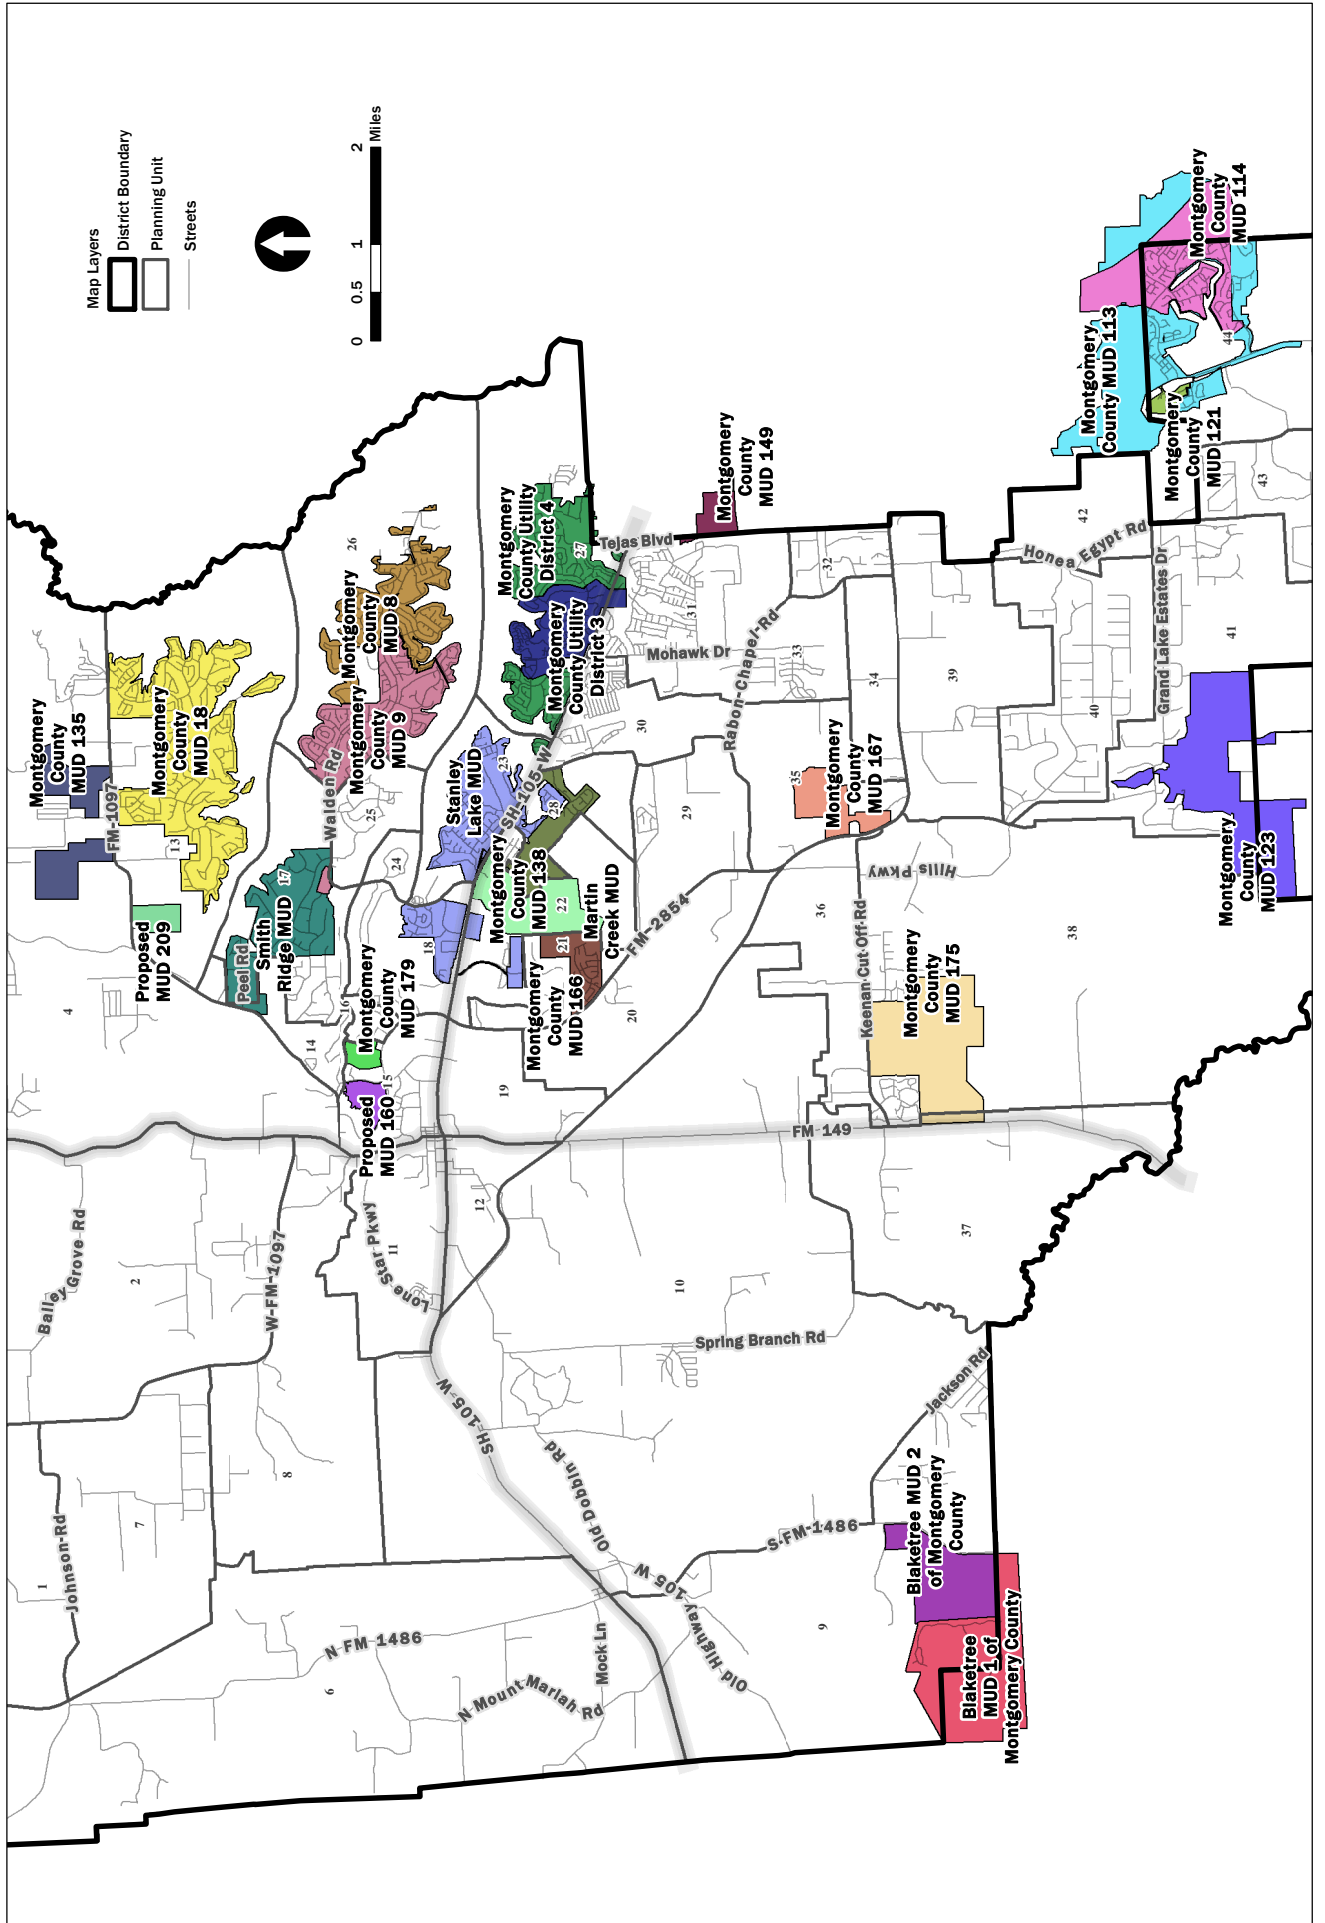 Map Layers
District Boundary
Planning Unit
Streets
0 0.5 1 2
Miles
Montgomery
County
MUD 135
FM-1097
Montgomery
County
MUD 18
13
Proposed
MUD 209
4
Peel Rd
Smith
Ridge MUD
17
Walden Rd
Montgomery
County
MUD 8
26
Montgomery
County
MUD 9
25
24
16
14
Montgomery
County
MUD 179
15
Proposed
MUD 160
Stanley
Lake MUD
23
18
SH-105-W
28
Montgomery
County Utility
District 4
27
Montgomery
County Utility
District 3
Tejas Blvd
Montgomery
County
MUD 138
22
Martin
Creek MUD
21
Montgomery
County
MUD 166
20
19
FM-2854
Montgomery
County
MUD 149
31
Mohawk Dr
30
29
Rabon-Chapel-Rd
33
32
34
35
Montgomery
County
MUD 167
39
36
Keenan Cut Off Rd
Hills Pkwy
Montgomery
County
MUD 175
38
FM 149
37
Honea Egypt Rd
42
40
Grand Lake Estates Dr
41
43
44
Montgomery
County MUD 113
Montgomery
County
MUD 114
Montgomery
County
MUD 121
Montgomery
County
MUD 123
Bailey Grove Rd
2
W-FM-1097
Lone Star Pkwy
11
12
10
Spring Branch Rd
Jackson Rd
1
Johnson-Rd
7
8
SH-105-W
Old Dobbin Rd
S-FM-1486
Old Highway 105 W
N FM 1486
6
N Mount Mariah Rd
Mock Ln
9
Blaketree MUD 2
of Montgomery
County
Blaketree
MUD 1 of
Montgomery County